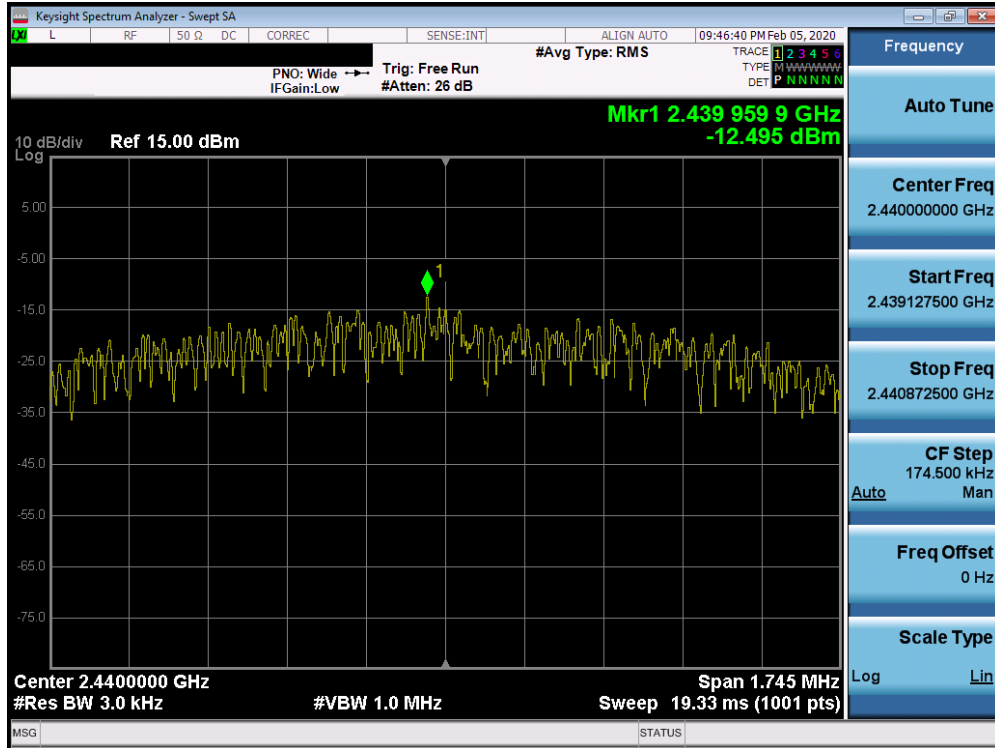 Keysight Spectrum Analyzer - Swept SA
LXI L RF 50 Ω DC CORREC SENSE:INT ALIGN AUTO 09:46:40 PM Feb 05, 2020
#Avg Type: RMS TRACE 1 2 3 4 5 6
PNO: Wide Trig: Free Run TYPE M WWWWW
IFGain:Low #Atten: 26 dB DET P N N N N N
Mkr1 2.439 959 9 GHz
-12.495 dBm
10 dB/div Ref 15.00 dBm
Log
5.00
-5.00
1
-15.0
-25.0
-35.0
-45.0
-55.0
-65.0
-75.0
Center 2.4400000 GHz Span 1.745 MHz
#Res BW 3.0 kHz #VBW 1.0 MHz Sweep 19.33 ms (1001 pts)
MSG STATUS
Frequency
Auto Tune
Center Freq
2.440000000 GHz
Start Freq
2.439127500 GHz
Stop Freq
2.440872500 GHz
CF Step
174.500 kHz
Auto Man
Freq Offset
0 Hz
Scale Type
Log Lin